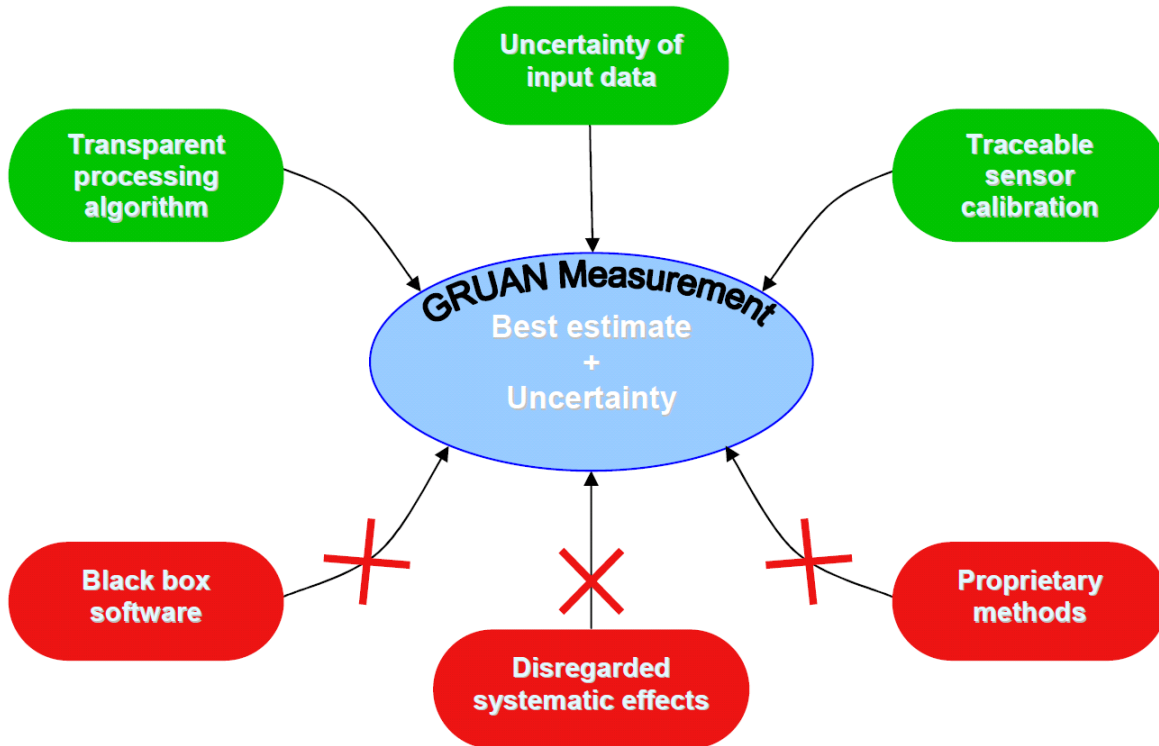 Uncertainty of
input data
Transparent
processing
algorithm
Traceable
sensor
calibration
GRUAN Measurement
Best estimate
+
Uncertainty
Black box
software
Disregarded
systematic effects
Proprietary
methods